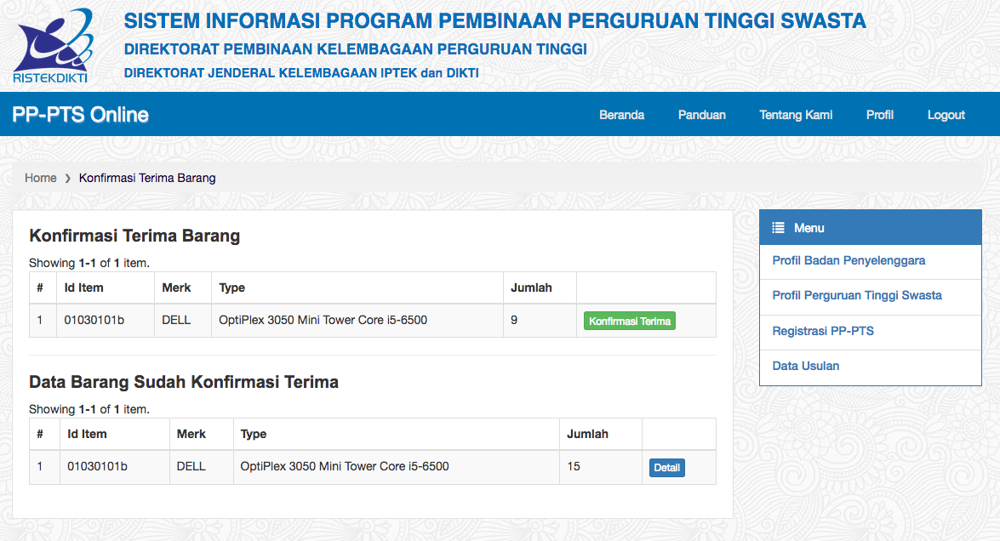 SISTEM INFORMASI PROGRAM PEMBINAAN PERGURUAN TINGGI SWASTA
DIREKTORAT PEMBINAAN KELEMBAGAAN PERGURUAN TINGGI
DIREKTORAT JENDERAL KELEMBAGAAN IPTEK dan DIKTI
RISTEKDIKTI
PP-PTS Online Beranda Panduan Tentang Kami Profil Logout
Home ❯ Konfirmasi Terima Barang
Konfirmasi Terima Barang
Showing 1-1 of 1 item.
# Id Item Merk Type Jumlah
1 01030101b DELL OptiPlex 3050 Mini Tower Core i5-6500 9 Konfirmasi Terima
Data Barang Sudah Konfirmasi Terima
Showing 1-1 of 1 item.
# Id Item Merk Type Jumlah
1 01030101b DELL OptiPlex 3050 Mini Tower Core i5-6500 15 Detail
Menu
Profil Badan Penyelenggara
Profil Perguruan Tinggi Swasta
Registrasi PP-PTS
Data Usulan